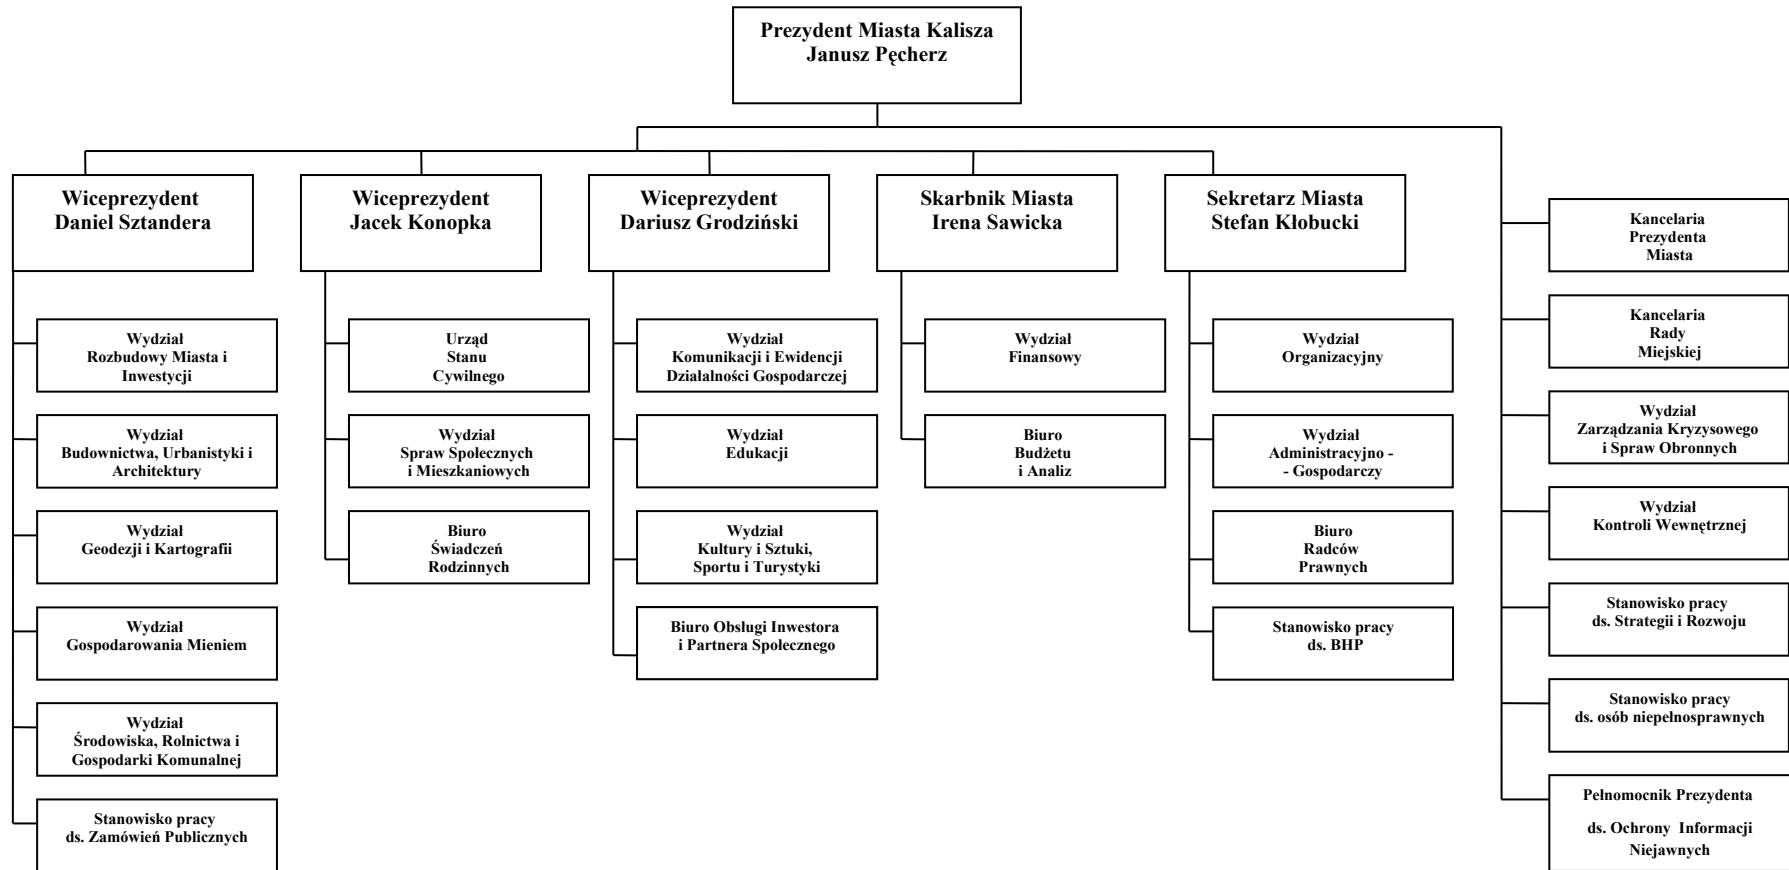 Prezydent Miasta Kalisza
Janusz Pęcherz
Wiceprezydent
Daniel Sztandera
Wiceprezydent
Jacek Konopka
Wiceprezydent
Dariusz Grodziński
Skarbnik Miasta
Irena Sawicka
Sekretarz Miasta
Stefan Kłobucki
Wydział
Rozbudowy Miasta i
Inwestycji
Wydział
Budownictwa, Urbanistyki i
Architektury
Wydział
Geodezji i Kartografii
Wydział
Gospodarowania Mieniem
Wydział
Środowiska, Rolnictwa i
Gospodarki Komunalnej
Stanowisko pracy
ds. Zamówień Publicznych
Urząd
Stanu
Cywilnego
Wydział
Spraw Społecznych
i Mieszkaniowych
Biuro
Świadczeń
Rodzinnych
Wydział
Komunikacji i Ewidencji
Działalności Gospodarczej
Wydział
Edukacji
Wydział
Kultury i Sztuki,
Sportu i Turystyki
Biuro Obsługi Inwestora
i Partnera Społecznego
Wydział
Finansowy
Biuro
Budżetu
i Analiz
Wydział
Organizacyjny
Wydział
Administracyjno -
- Gospodarczy
Biuro
Radców
Prawnych
Stanowisko pracy
ds. BHP
Kancelaria
Prezydenta
Miasta
Kancelaria
Rady
Miejskiej
Wydział
Zarządzania Kryzysowego
i Spraw Obronnych
Wydział
Kontroli Wewnętrznej
Stanowisko pracy
ds. Strategii i Rozwoju
Stanowisko pracy
ds. osób niepełnosprawnych
Pełnomocnik Prezydenta
ds. Ochrony Informacji
Niejawnych